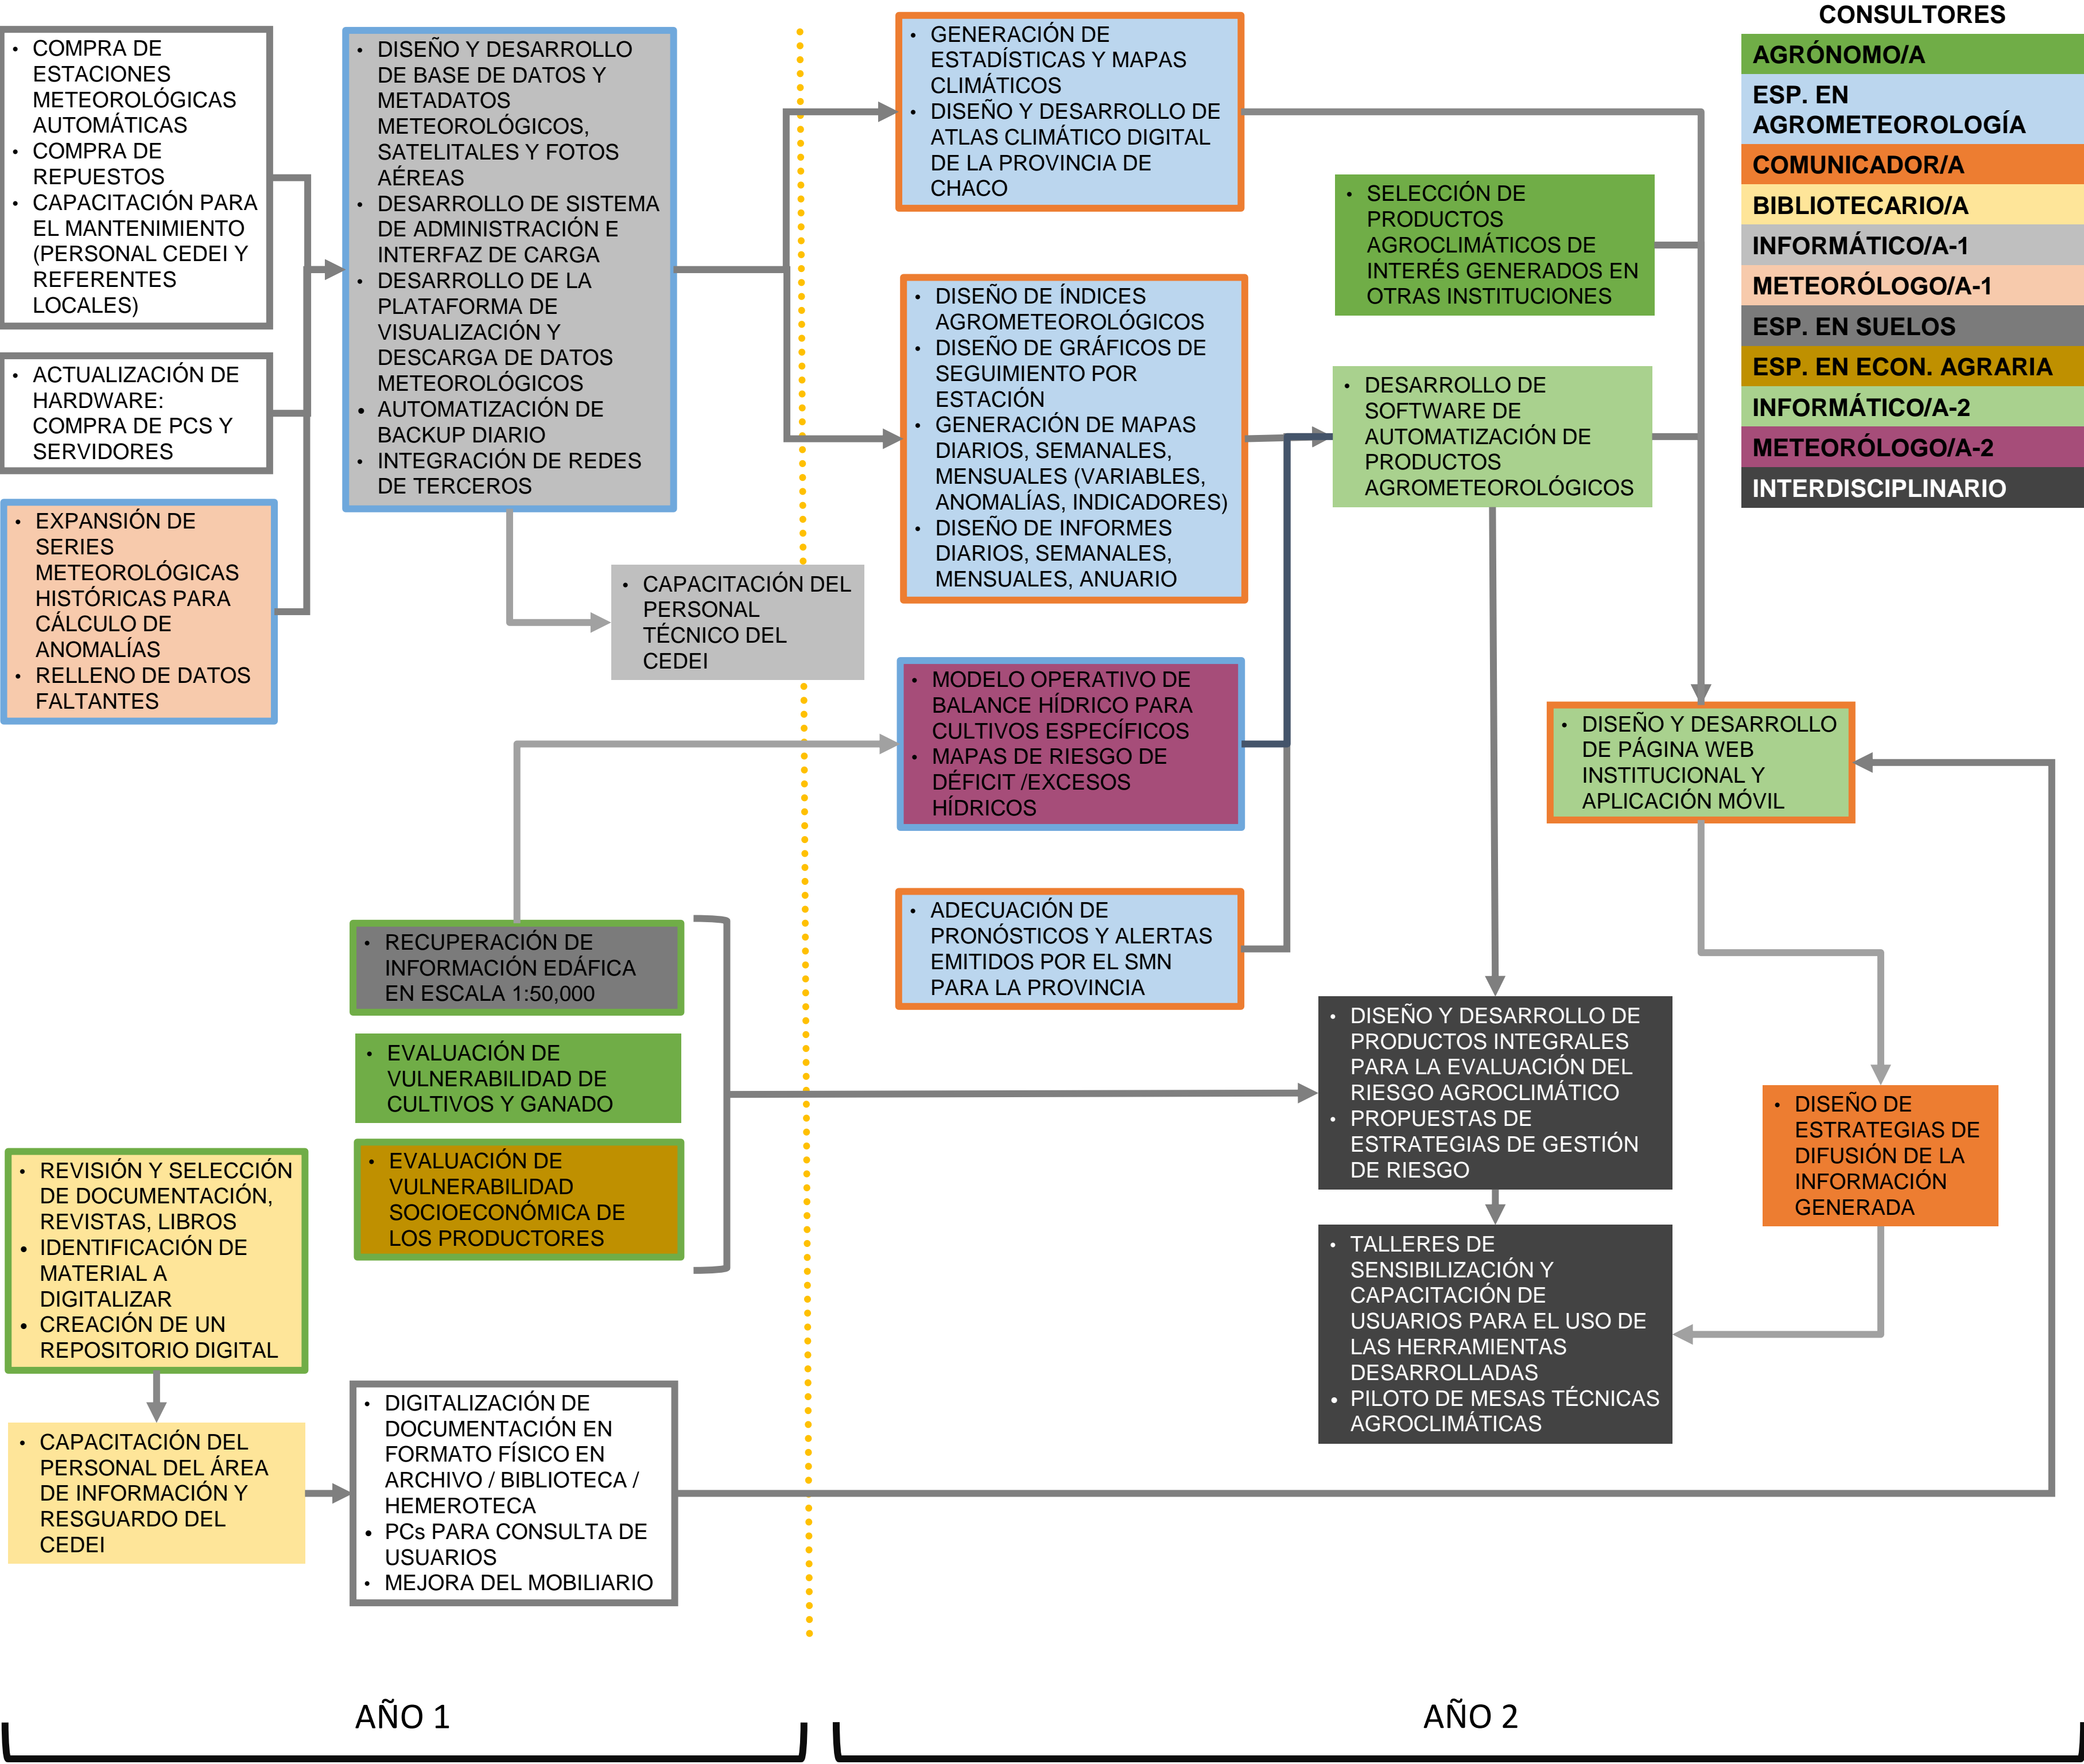 • COMPRA DE
ESTACIONES
METEOROLÓGICAS
AUTOMÁTICAS
• COMPRA DE
REPUESTOS
• CAPACITACIÓN PARA
EL MANTENIMIENTO
(PERSONAL CEDEI Y
REFERENTES
LOCALES)
• ACTUALIZACIÓN DE
HARDWARE:
COMPRA DE PCS Y
SERVIDORES
• EXPANSIÓN DE
SERIES
METEOROLÓGICAS
HISTÓRICAS PARA
CÁLCULO DE
ANOMALÍAS
• RELLENO DE DATOS
FALTANTES
• DISEÑO Y DESARROLLO
DE BASE DE DATOS Y
METADATOS
METEOROLÓGICOS,
SATELITALES Y FOTOS
AÉREAS
• DESARROLLO DE SISTEMA
DE ADMINISTRACIÓN E
INTERFAZ DE CARGA
• DESARROLLO DE LA
PLATAFORMA DE
VISUALIZACIÓN Y
DESCARGA DE DATOS
METEOROLÓGICOS
• AUTOMATIZACIÓN DE
BACKUP DIARIO
• INTEGRACIÓN DE REDES
DE TERCEROS
• CAPACITACIÓN DEL
PERSONAL
TÉCNICO DEL
CEDEI
• RECUPERACIÓN DE
INFORMACIÓN EDÁFICA
EN ESCALA 1:50,000
• EVALUACIÓN DE
VULNERABILIDAD DE
CULTIVOS Y GANADO
• EVALUACIÓN DE
VULNERABILIDAD
SOCIOECONÓMICA DE
LOS PRODUCTORES
• REVISIÓN Y SELECCIÓN
DE DOCUMENTACIÓN,
REVISTAS, LIBROS
• IDENTIFICACIÓN DE
MATERIAL A
DIGITALIZAR
• CREACIÓN DE UN
REPOSITORIO DIGITAL
• CAPACITACIÓN DEL
PERSONAL DEL ÁREA
DE INFORMACIÓN Y
RESGUARDO DEL
CEDEI
• DIGITALIZACIÓN DE
DOCUMENTACIÓN EN
FORMATO FÍSICO EN
ARCHIVO / BIBLIOTECA /
HEMEROTECA
• PCs PARA CONSULTA DE
USUARIOS
• MEJORA DEL MOBILIARIO
• GENERACIÓN DE
ESTADÍSTICAS Y MAPAS
CLIMÁTICOS
• DISEÑO Y DESARROLLO DE
ATLAS CLIMÁTICO DIGITAL
DE LA PROVINCIA DE
CHACO
• DISEÑO DE ÍNDICES
AGROMETEOROLÓGICOS
• DISEÑO DE GRÁFICOS DE
SEGUIMIENTO POR
ESTACIÓN
• GENERACIÓN DE MAPAS
DIARIOS, SEMANALES,
MENSUALES (VARIABLES,
ANOMALÍAS, INDICADORES)
• DISEÑO DE INFORMES
DIARIOS, SEMANALES,
MENSUALES, ANUARIO
• MODELO OPERATIVO DE
BALANCE HÍDRICO PARA
CULTIVOS ESPECÍFICOS
• MAPAS DE RIESGO DE
DÉFICIT /EXCESOS
HÍDRICOS
• ADECUACIÓN DE
PRONÓSTICOS Y ALERTAS
EMITIDOS POR EL SMN
PARA LA PROVINCIA
• SELECCIÓN DE
PRODUCTOS
AGROCLIMÁTICOS DE
INTERÉS GENERADOS EN
OTRAS INSTITUCIONES
• DESARROLLO DE
SOFTWARE DE
AUTOMATIZACIÓN DE
PRODUCTOS
AGROMETEOROLÓGICOS
• DISEÑO Y DESARROLLO
DE PÁGINA WEB
INSTITUCIONAL Y
APLICACIÓN MÓVIL
• DISEÑO Y DESARROLLO DE
PRODUCTOS INTEGRALES
PARA LA EVALUACIÓN DEL
RIESGO AGROCLIMÁTICO
• PROPUESTAS DE
ESTRATEGIAS DE GESTIÓN
DE RIESGO
• DISEÑO DE
ESTRATEGIAS DE
DIFUSIÓN DE LA
INFORMACIÓN
GENERADA
• TALLERES DE
SENSIBILIZACIÓN Y
CAPACITACIÓN DE
USUARIOS PARA EL USO DE
LAS HERRAMIENTAS
DESARROLLADAS
• PILOTO DE MESAS TÉCNICAS
AGROCLIMÁTICAS
CONSULTORES
AGRÓNOMO/A
ESP. EN
AGROMETEOROLOGÍA
COMUNICADOR/A
BIBLIOTECARIO/A
INFORMÁTICO/A-1
METEORÓLOGO/A-1
ESP. EN SUELOS
ESP. EN ECON. AGRARIA
INFORMÁTICO/A-2
METEORÓLOGO/A-2
INTERDISCIPLINARIO
AÑO 1
AÑO 2